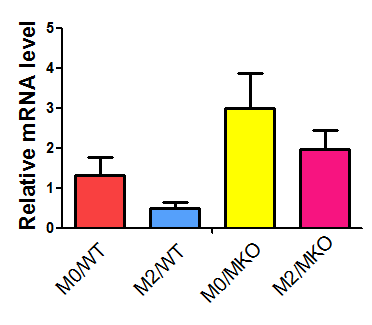 Relative mRNA level
5
4
3
2
1
0
M0/WT
M2/WT
M0/MKO
M2/MKO